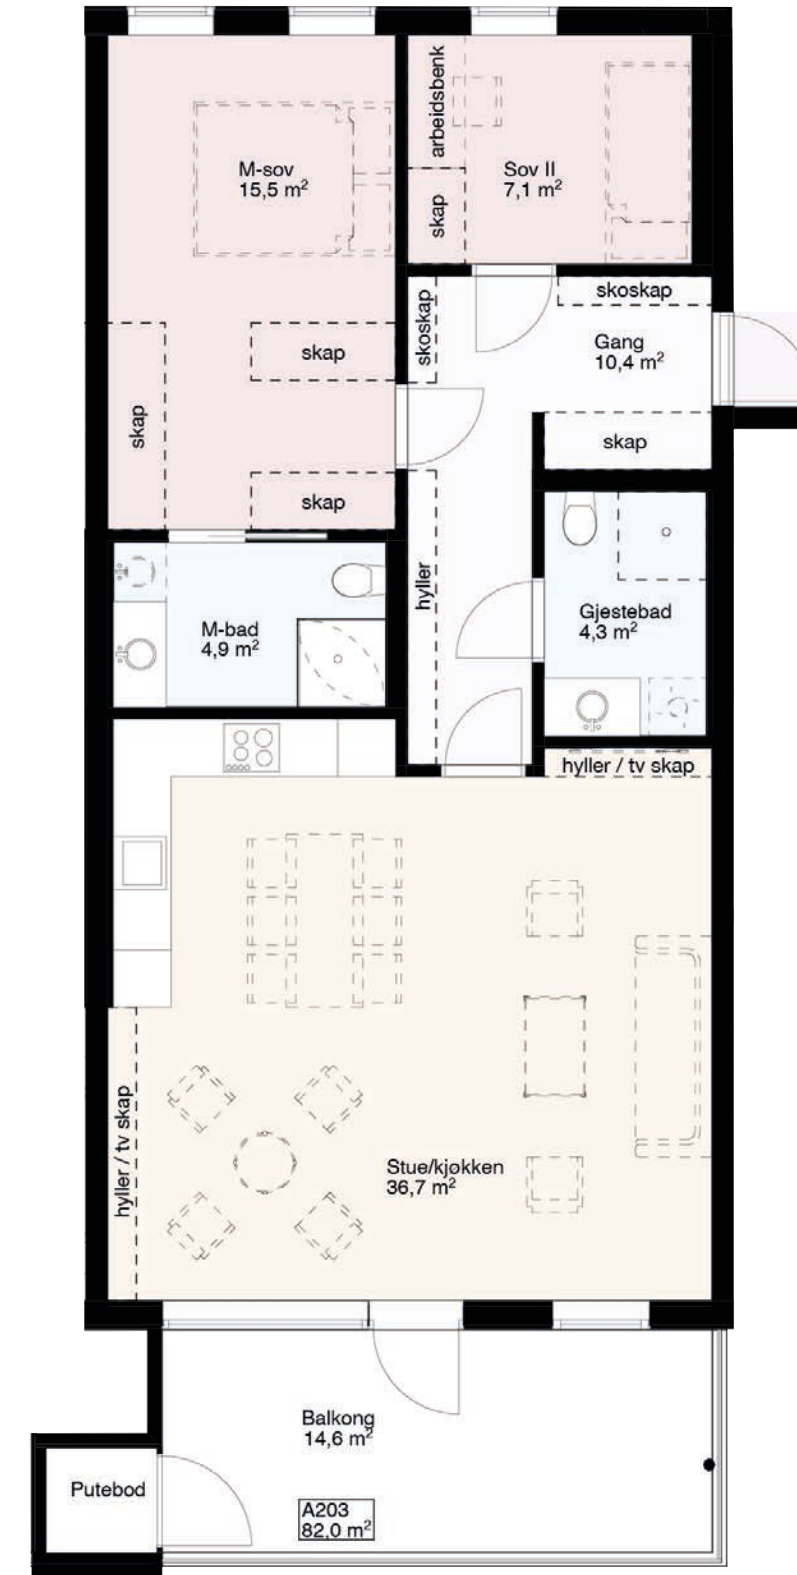 arbeidsbenk
M-sov
15,5 m²
Sov II
7,1 m²
skap
skoskap
skoskap
Gang
10,4 m²
skap
skap
skap
skap
hyller
Gjestebad
4,3 m²
M-bad
4,9 m²
hyller / tv skap
hyller / tv skap
Stue/kjøkken
36,7 m²
Balkong
14,6 m²
Putebod
A203
82,0 m²